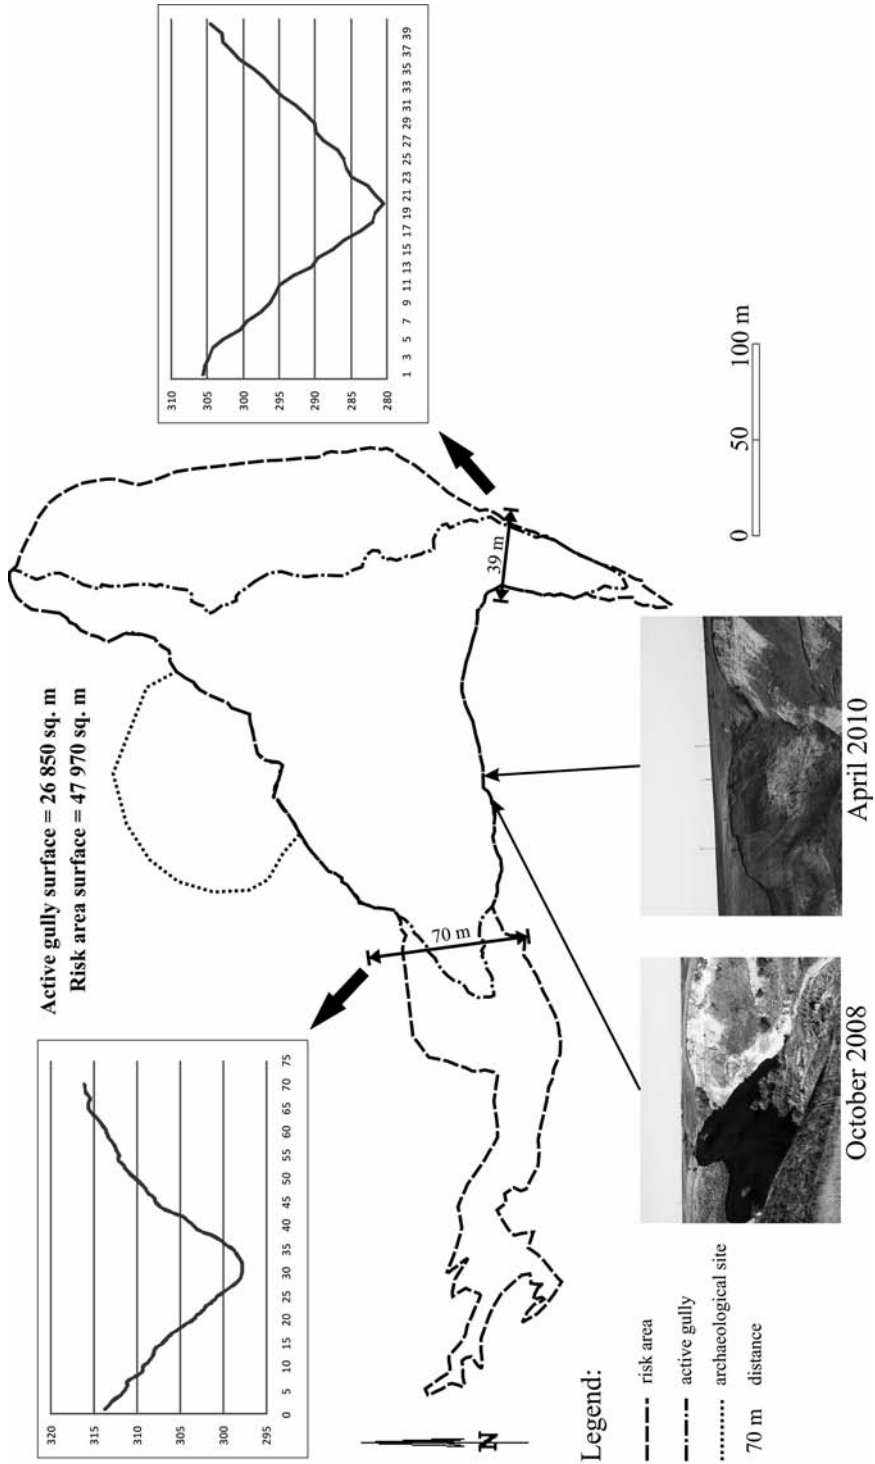 320
315
310
305
300
295
0 5 10 15 20 25 30 35 40 45 50 55 60 65 70 75
Active gully surface = 26 850 sq. m
Risk area surface = 47 970 sq. m
310
305
300
295
290
285
280
1 3 5 7 9 11 13 15 17 19 21 23 25 27 29 31 33 35 37 39
70 m
39 m
N
0 50 100 m
Legend:
risk area
active gully
archaeological site
70 m distance
October 2008
April 2010